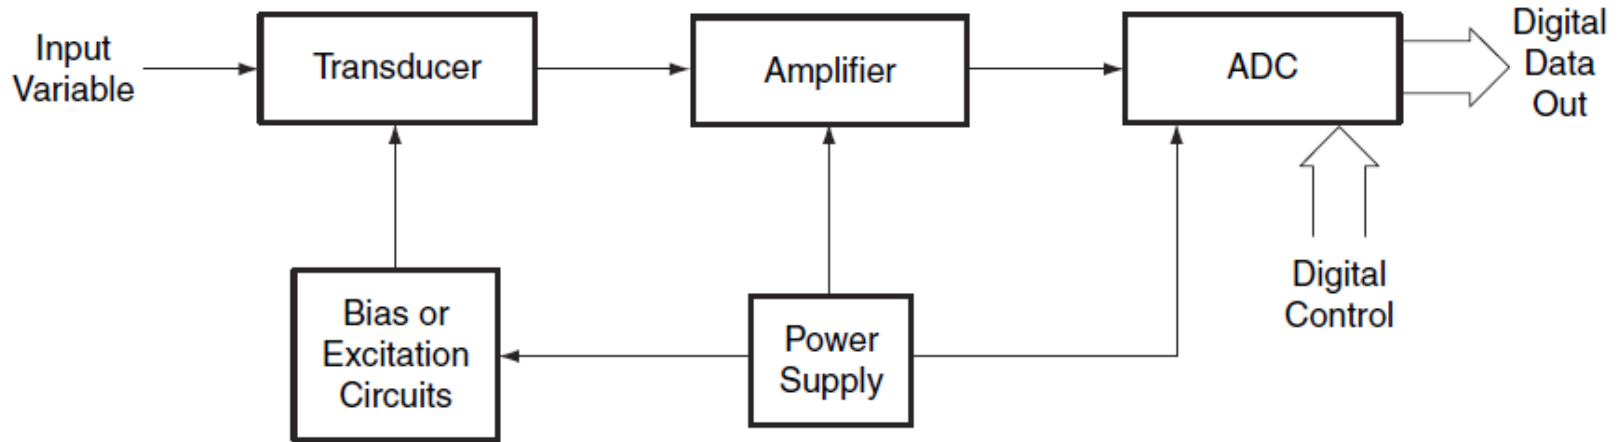 Input
Variable
Transducer
Amplifier
ADC
Digital
Data
Out
Bias or
Excitation
Circuits
Power
Supply
Digital
Control